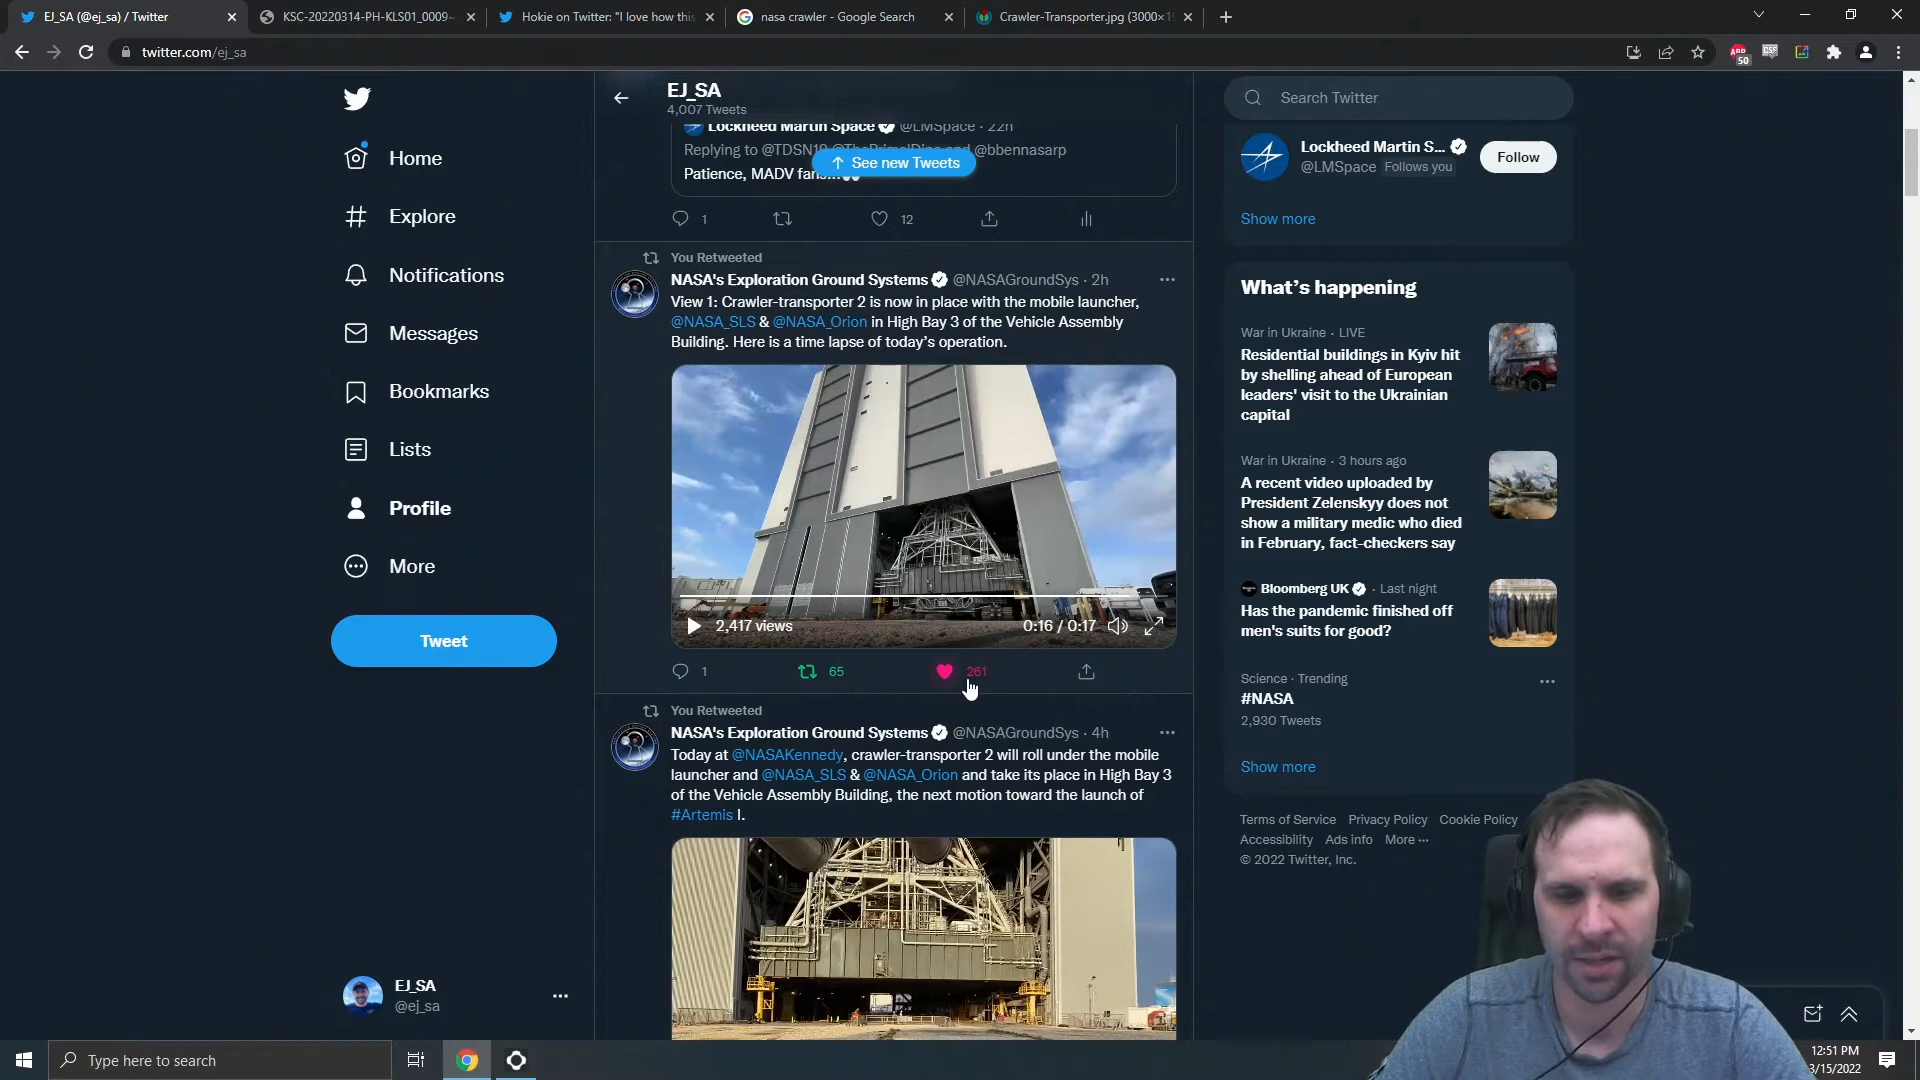 EJ_SA (@ej_sa) / Twitter
KSC-20220314-PH-KLS01_0009~
Hokie on Twitter: "I love how this
nasa crawler - Google Search
Crawler-Transporter.jpg (3000×1
twitter.com/ej_sa
50
EJ_SA
4,007 Tweets
Home
Explore
Notifications
Messages
Bookmarks
Lists
Profile
More
Tweet
EJ_SA
@ej_sa
Lockheed Martin Space @LMSpace · 22h
Replying to @TDSN19 @ThePrimalDino and @bbennasarp
See new Tweets
Patience, MADV fans...
1
12
You Retweeted
NASA's Exploration Ground Systems @NASAGroundSys · 2h
View 1: Crawler-transporter 2 is now in place with the mobile launcher,
@NASA_SLS & @NASA_Orion in High Bay 3 of the Vehicle Assembly
Building. Here is a time lapse of today's operation.
2,417 views
0:16 / 0:17
1
65
261
You Retweeted
NASA's Exploration Ground Systems @NASAGroundSys · 4h
Today at @NASAKennedy, crawler-transporter 2 will roll under the mobile
launcher and @NASA_SLS & @NASA_Orion and take its place in High Bay 3
of the Vehicle Assembly Building, the next motion toward the launch of
#Artemis I.
Search Twitter
Lockheed Martin S...
@LMSpace Follows you
Follow
Show more
What's happening
War in Ukraine · LIVE
Residential buildings in Kyiv hit
by shelling ahead of European
leaders' visit to the Ukrainian
capital
War in Ukraine · 3 hours ago
A recent video uploaded by
President Zelenskyy does not
show a military medic who died
in February, fact-checkers say
Bloomberg UK · Last night
Has the pandemic finished off
men's suits for good?
Science · Trending
#NASA
2,930 Tweets
Show more
Terms of Service Privacy Policy Cookie Policy
Accessibility Ads info More ···
© 2022 Twitter, Inc.
Type here to search
12:51 PM
3/15/2022